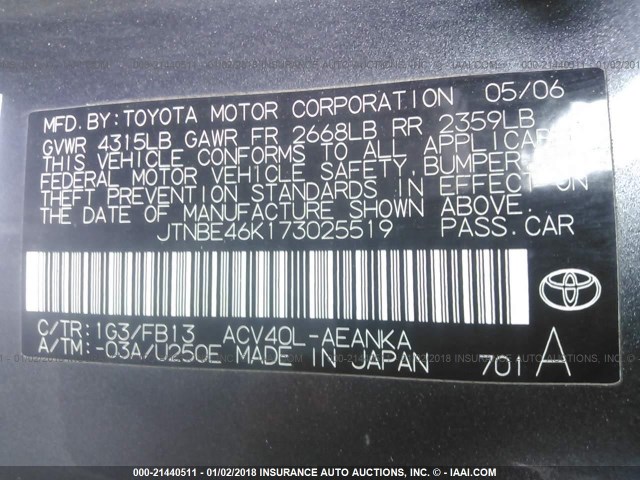 MFD.BY:TOYOTA MOTOR CORPORATION 05/06
GVWR 4315LB GAWR FR 2668LB RR 2359LB
THIS VEHICLE CONFORMS TO ALL APPLICAB
FEDERAL MOTOR VEHICLE SAFETY,BUMPER,
THEFT PREVENTION STANDARDS IN EFFECT ON
THE DATE OF MANUFACTURE SHOWN ABOVE.
JTNBE46K173025519 PASS.CAR
C/TR:1G3/FB13 ACV40L-AEANKA
A/TM:-03A/U250E MADE IN JAPAN 701 A
000-21440511 - 01/02/2018 INSURANCE AUTO AUCTIONS, INC. - © - IAAI.COM